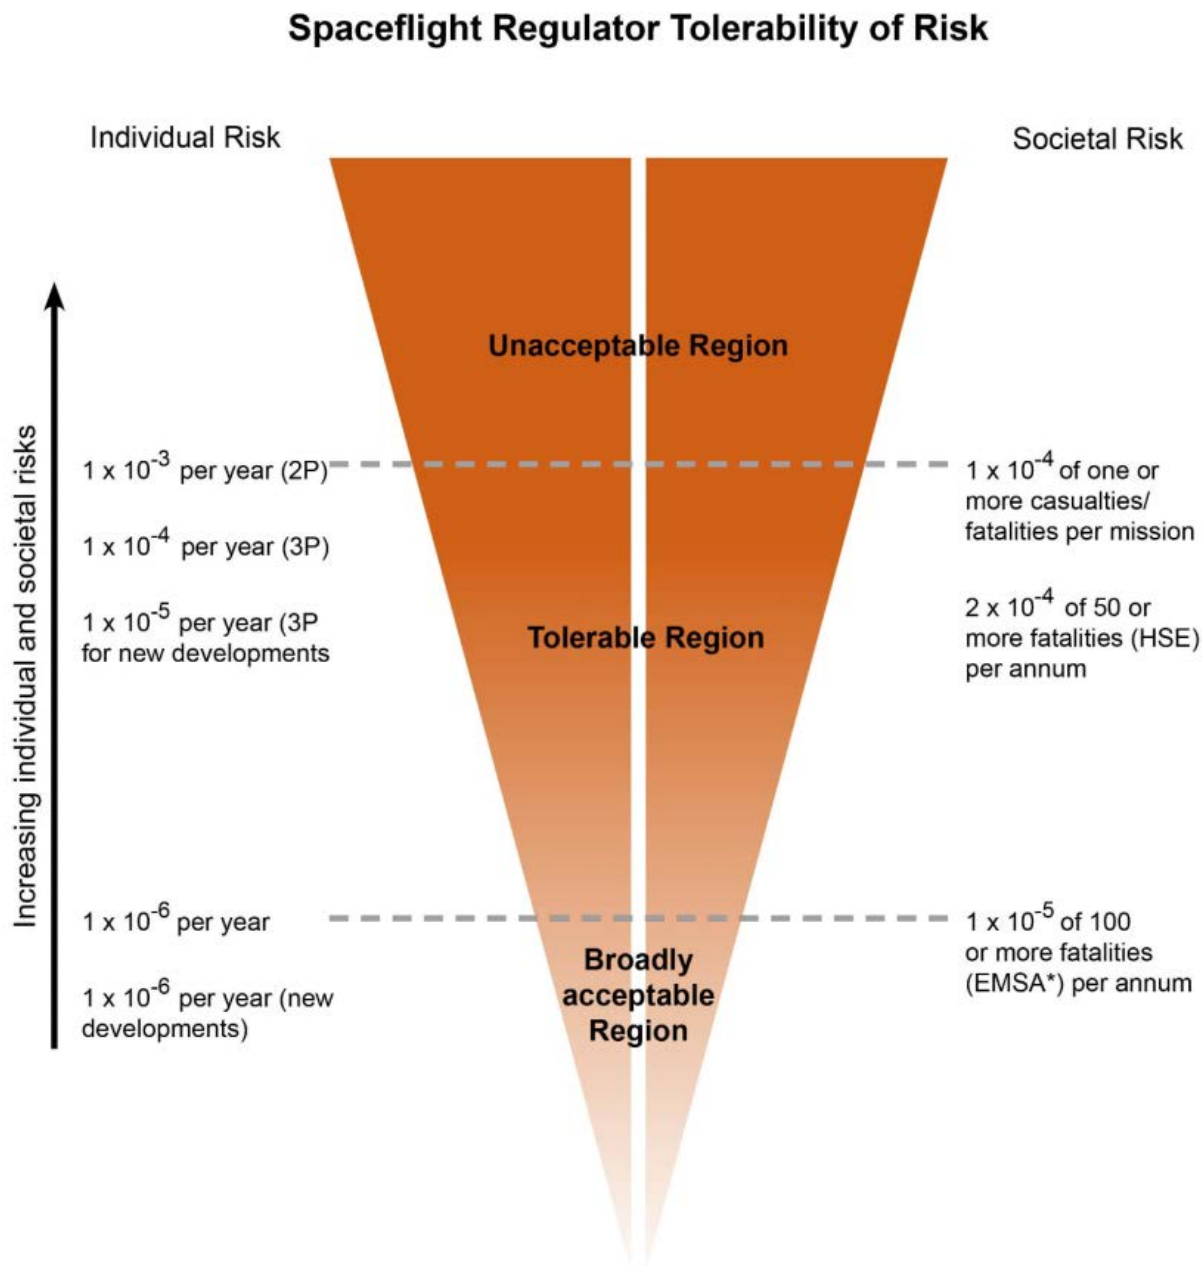 Spaceflight Regulator Tolerability of Risk
Individual Risk
Societal Risk
Increasing individual and societal risks
Unacceptable Region
1 x 10⁻³ per year (2P)
1 x 10⁻⁴ per year (3P)
1 x 10⁻⁵ per year (3P
for new developments
1 x 10⁻⁴ of one or
more casualties/
fatalities per mission
2 x 10⁻⁴ of 50 or
more fatalities (HSE)
per annum
Tolerable Region
1 x 10⁻⁶ per year
1 x 10⁻⁶ per year (new
developments)
Broadly
acceptable
Region
1 x 10⁻⁵ of 100
or more fatalities
(EMSA*) per annum